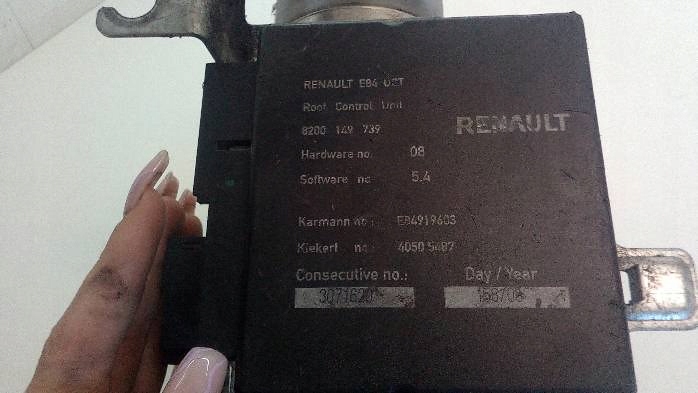 RENAULT E84
Roof Control Unit
RENAULT
8200 149 739
Hardware no. 08
Software no 5.4
Karmann no.: E84919603
Kiekert no.: 4050 5487
Consecutive no.: Day / Year